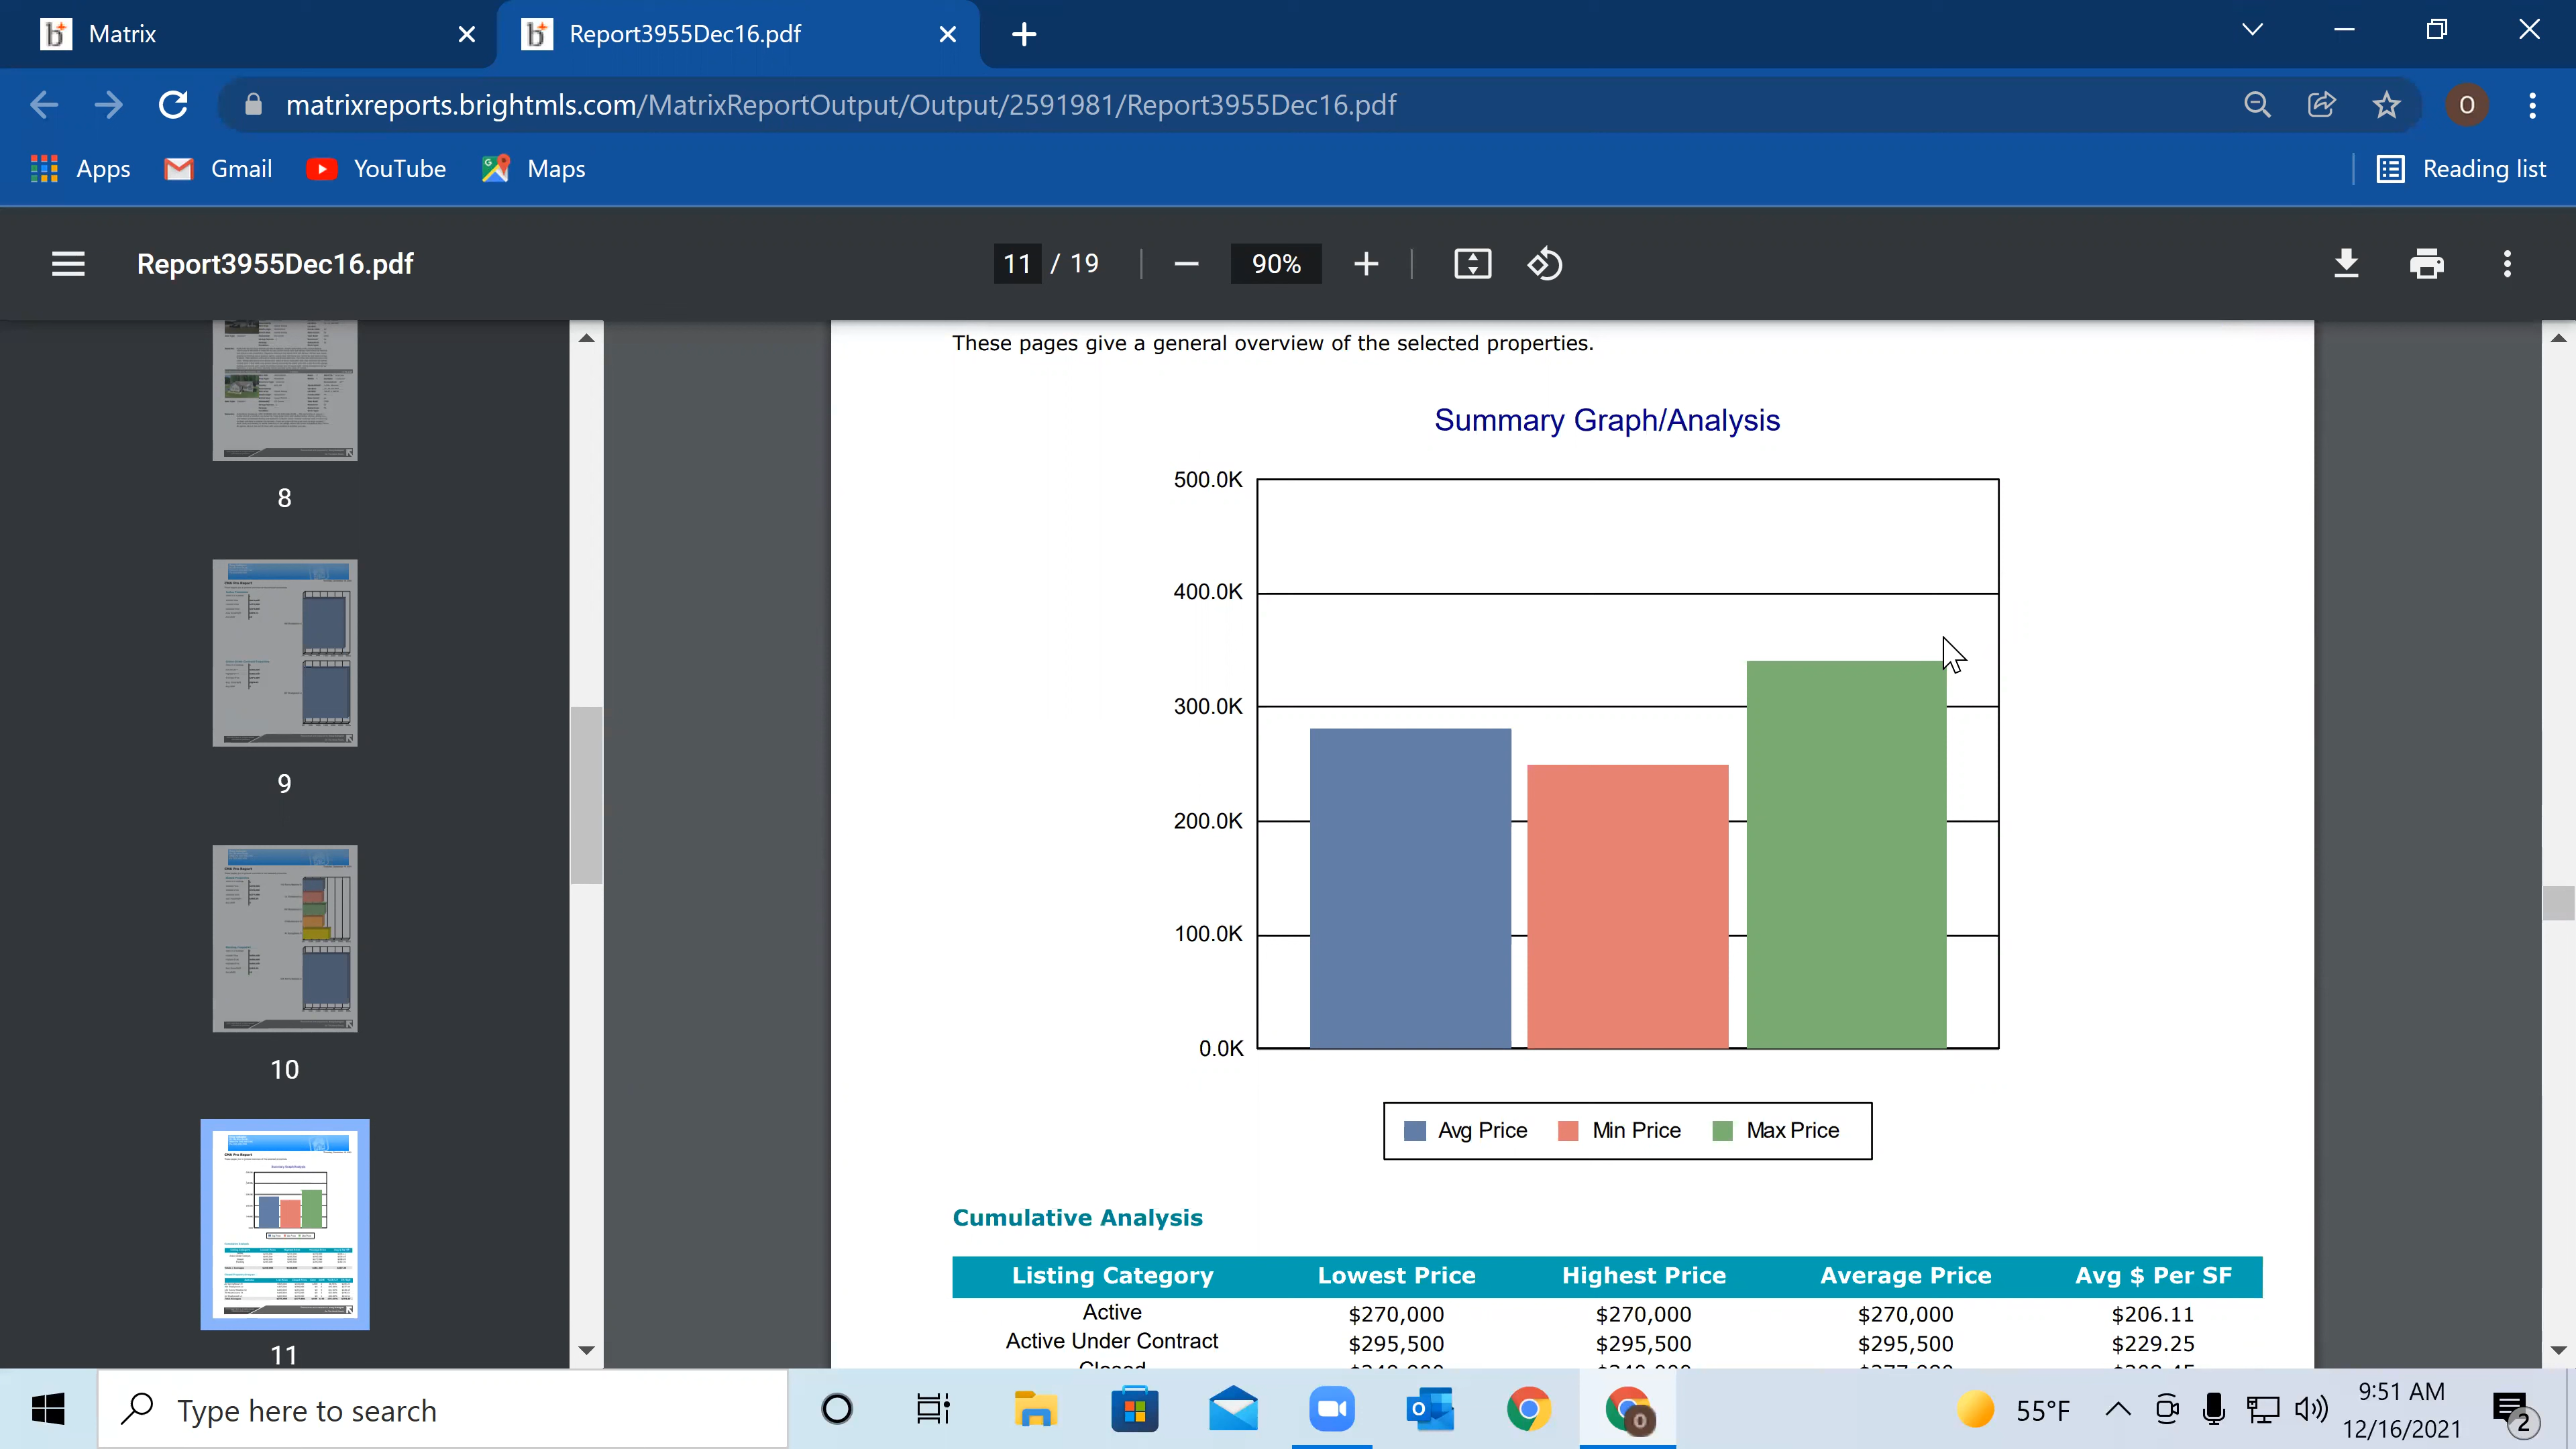 Matrix
Report3955Dec16.pdf
matrixreports.brightmls.com/MatrixReportOutput/Output/2591981/Report3955Dec16.pdf
O
Apps
Gmail
YouTube
Maps
Reading list
Report3955Dec16.pdf
11 / 19
90%
8
9
10
11
These pages give a general overview of the selected properties.
Summary Graph/Analysis
500.0K
400.0K
300.0K
200.0K
100.0K
0.0K
Avg Price Min Price Max Price
Cumulative Analysis
Listing Category Lowest Price Highest Price Average Price Avg $ Per SF
Active $270,000 $270,000 $270,000 $206.11
Active Under Contract $295,500 $295,500 $295,500 $229.25
Type here to search
55°F
9:51 AM
12/16/2021
2